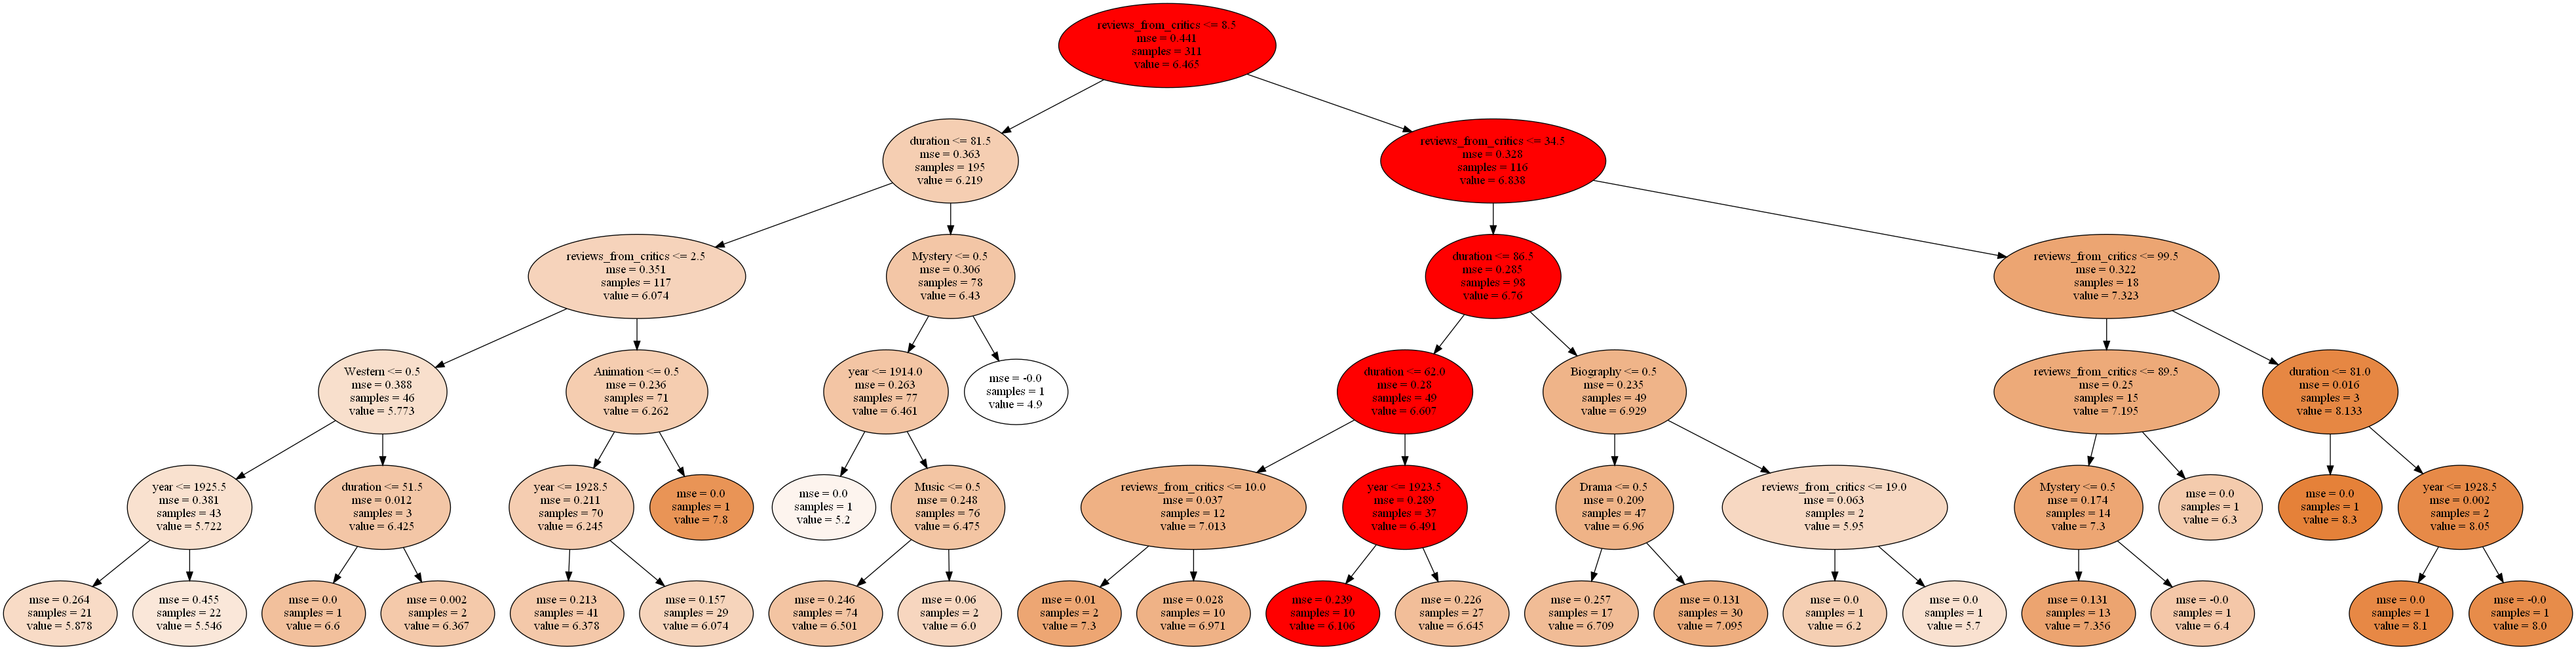 reviews_from_critics <= 8.5
mse = 0.441
samples = 311
value = 6.465
duration <= 81.5
mse = 0.363
samples = 195
value = 6.219
reviews_from_critics <= 34.5
mse = 0.328
samples = 116
value = 6.838
reviews_from_critics <= 2.5
mse = 0.351
samples = 117
value = 6.074
Mystery <= 0.5
mse = 0.306
samples = 78
value = 6.43
duration <= 86.5
mse = 0.285
samples = 98
value = 6.76
reviews_from_critics <= 99.5
mse = 0.322
samples = 18
value = 7.323
Western <= 0.5
mse = 0.388
samples = 46
value = 5.773
Animation <= 0.5
mse = 0.236
samples = 71
value = 6.262
year <= 1914.0
mse = 0.263
samples = 77
value = 6.461
mse = -0.0
samples = 1
value = 4.9
duration <= 62.0
mse = 0.28
samples = 49
value = 6.607
Biography <= 0.5
mse = 0.235
samples = 49
value = 6.929
reviews_from_critics <= 89.5
mse = 0.25
samples = 15
value = 7.195
duration <= 81.0
mse = 0.016
samples = 3
value = 8.133
year <= 1925.5
mse = 0.381
samples = 43
value = 5.722
duration <= 51.5
mse = 0.012
samples = 3
value = 6.425
year <= 1928.5
mse = 0.211
samples = 70
value = 6.245
mse = 0.0
samples = 1
value = 7.8
mse = 0.0
samples = 1
value = 5.2
Music <= 0.5
mse = 0.248
samples = 76
value = 6.475
reviews_from_critics <= 10.0
mse = 0.037
samples = 12
value = 7.013
year <= 1923.5
mse = 0.289
samples = 37
value = 6.491
Drama <= 0.5
mse = 0.209
samples = 47
value = 6.96
reviews_from_critics <= 19.0
mse = 0.063
samples = 2
value = 5.95
Mystery <= 0.5
mse = 0.174
samples = 14
value = 7.3
mse = 0.0
samples = 1
value = 6.3
mse = 0.0
samples = 1
value = 8.3
year <= 1928.5
mse = 0.002
samples = 2
value = 8.05
mse = 0.264
samples = 21
value = 5.878
mse = 0.455
samples = 22
value = 5.546
mse = 0.0
samples = 1
value = 6.6
mse = 0.002
samples = 2
value = 6.367
mse = 0.213
samples = 41
value = 6.378
mse = 0.157
samples = 29
value = 6.074
mse = 0.246
samples = 74
value = 6.501
mse = 0.06
samples = 2
value = 6.0
mse = 0.01
samples = 2
value = 7.3
mse = 0.028
samples = 10
value = 6.971
mse = 0.239
samples = 10
value = 6.106
mse = 0.226
samples = 27
value = 6.645
mse = 0.257
samples = 17
value = 6.709
mse = 0.131
samples = 30
value = 7.095
mse = 0.0
samples = 1
value = 6.2
mse = 0.0
samples = 1
value = 5.7
mse = 0.131
samples = 13
value = 7.356
mse = -0.0
samples = 1
value = 6.4
mse = 0.0
samples = 1
value = 8.1
mse = -0.0
samples = 1
value = 8.0